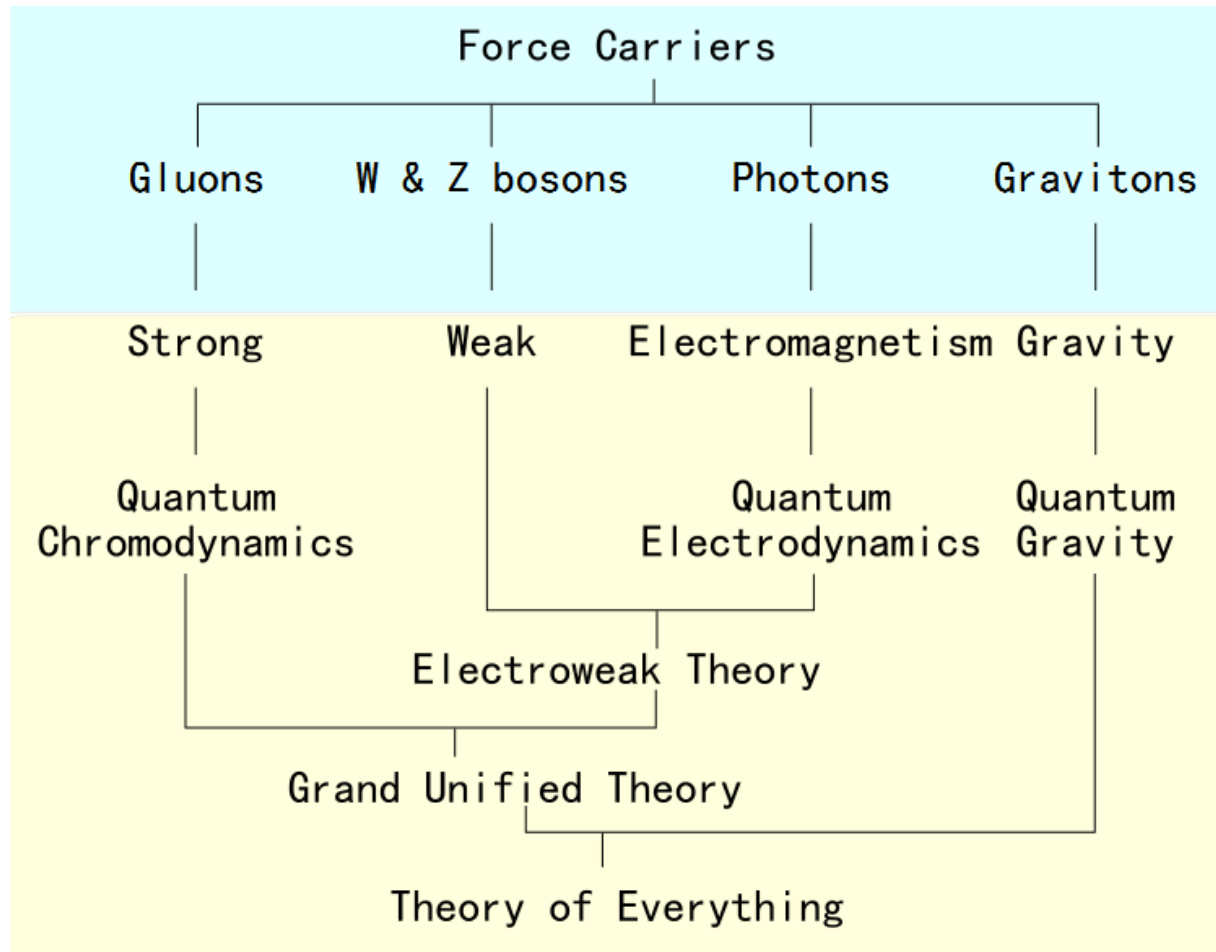 Force Carriers
Gluons W & Z bosons Photons Gravitons
Strong Weak Electromagnetism Gravity
Quantum Quantum Quantum
Chromodynamics Electrodynamics Gravity
Electroweak Theory
Grand Unified Theory
Theory of Everything